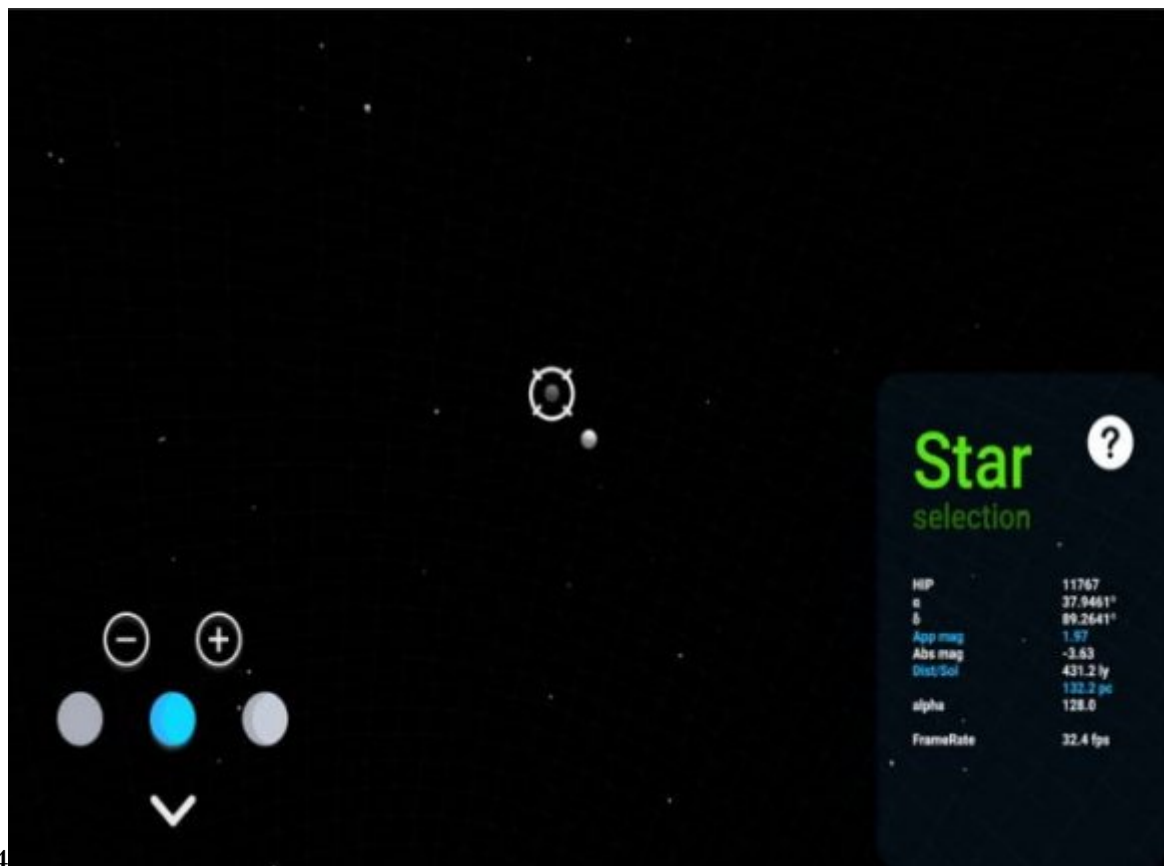 Star
?
selection
HIP 11767
α 37.9461°
δ 89.2641°
App mag 1.97
Abs mag -3.63
Dist/Sol 431.2 ly
132.2 pc
alpha 128.0
FrameRate 32.4 fps